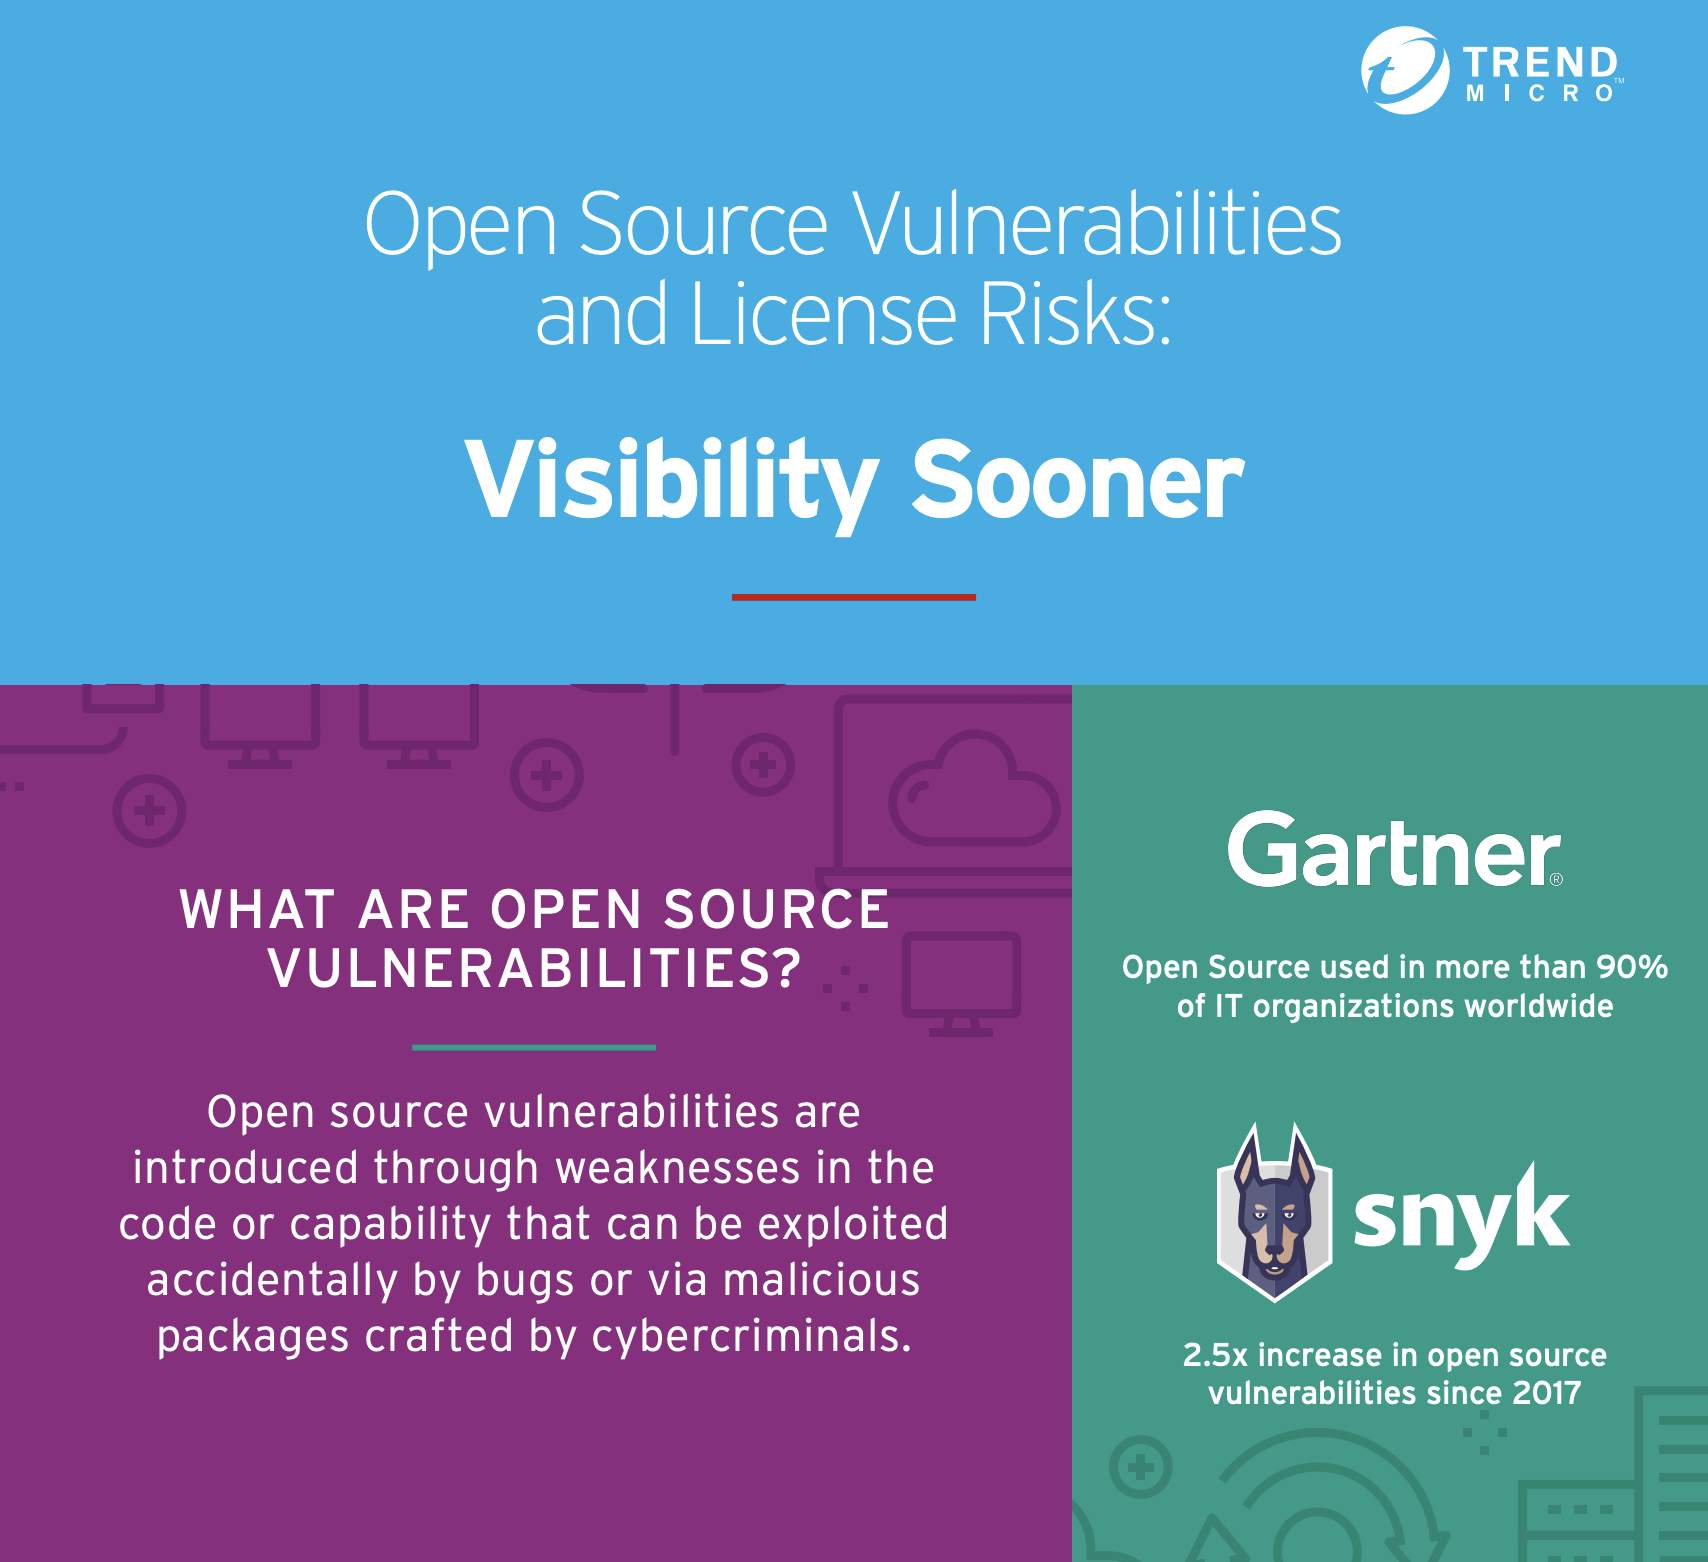 TREND
MICRO™
Open Source Vulnerabilities
and License Risks:
Visibility Sooner
WHAT ARE OPEN SOURCE
VULNERABILITIES?
Open source vulnerabilities are
introduced through weaknesses in the
code or capability that can be exploited
accidentally by bugs or via malicious
packages crafted by cybercriminals.
Gartner®
Open Source used in more than 90%
of IT organizations worldwide
snyk
2.5x increase in open source
vulnerabilities since 2017